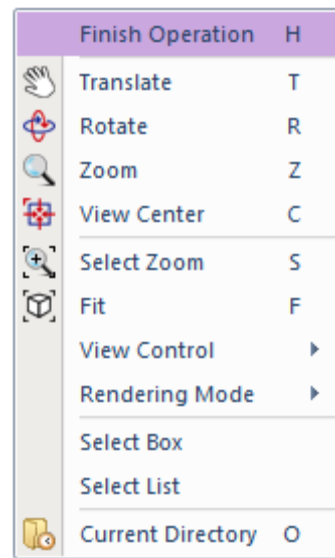 Finish Operation H
Translate T
Rotate R
Zoom Z
View Center C
Select Zoom S
Fit F
View Control
Rendering Mode
Select Box
Select List
Current Directory O